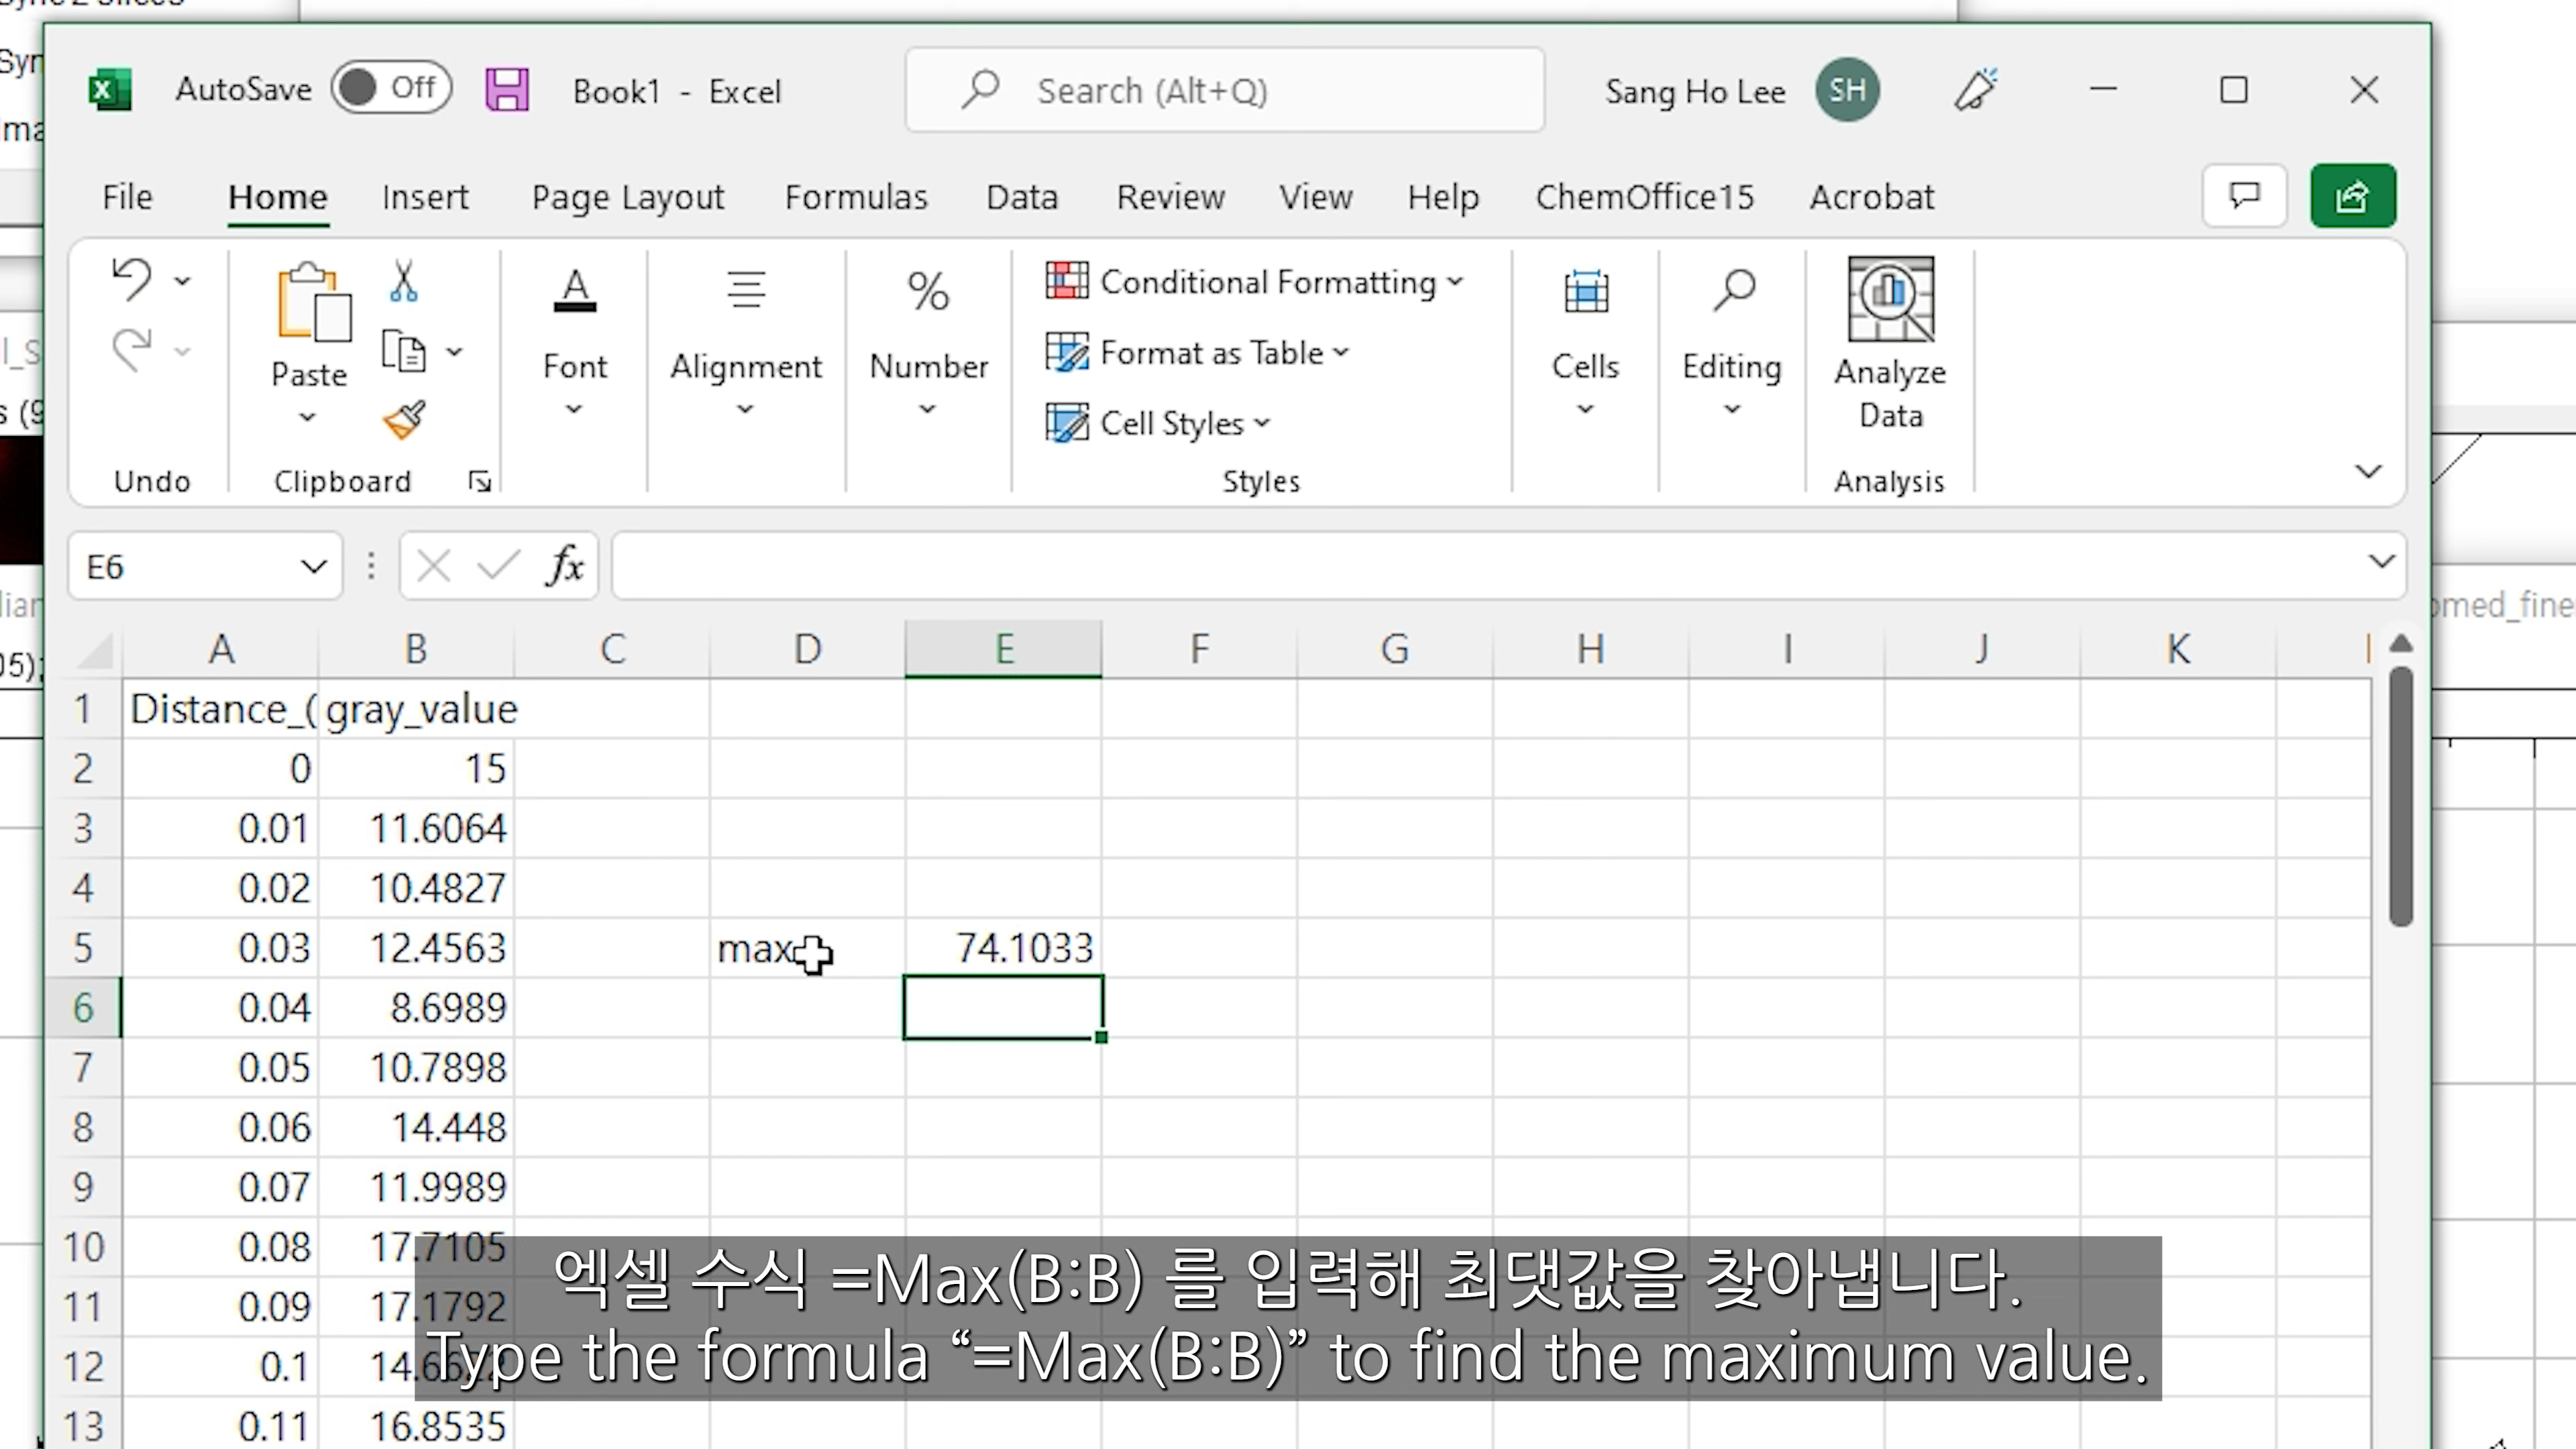 AutoSave Off Book1 - Excel Search (Alt+Q) Sang Ho Lee SH
File Home Insert Page Layout Formulas Data Review View Help ChemOffice15 Acrobat
Paste Font Alignment Number Conditional Formatting Format as Table Cell Styles Cells Editing Analyze Data
Undo Clipboard Styles Analysis
E6 fx
A B C D E F G H I J K
1 Distance_( gray_value
2 0 15
3 0.01 11.6064
4 0.02 10.4827
5 0.03 12.4563 max 74.1033
6 0.04 8.6989
7 0.05 10.7898
8 0.06 14.448
9 0.07 11.9989
10 0.08 17.7105
11 0.09 17.1792
12 0.1
13 0.11 16.8535
엑셀 수식 =Max(B:B) 를 입력해 최댓값을 찾아냅니다.
Type the formula “=Max(B:B)” to find the maximum value.